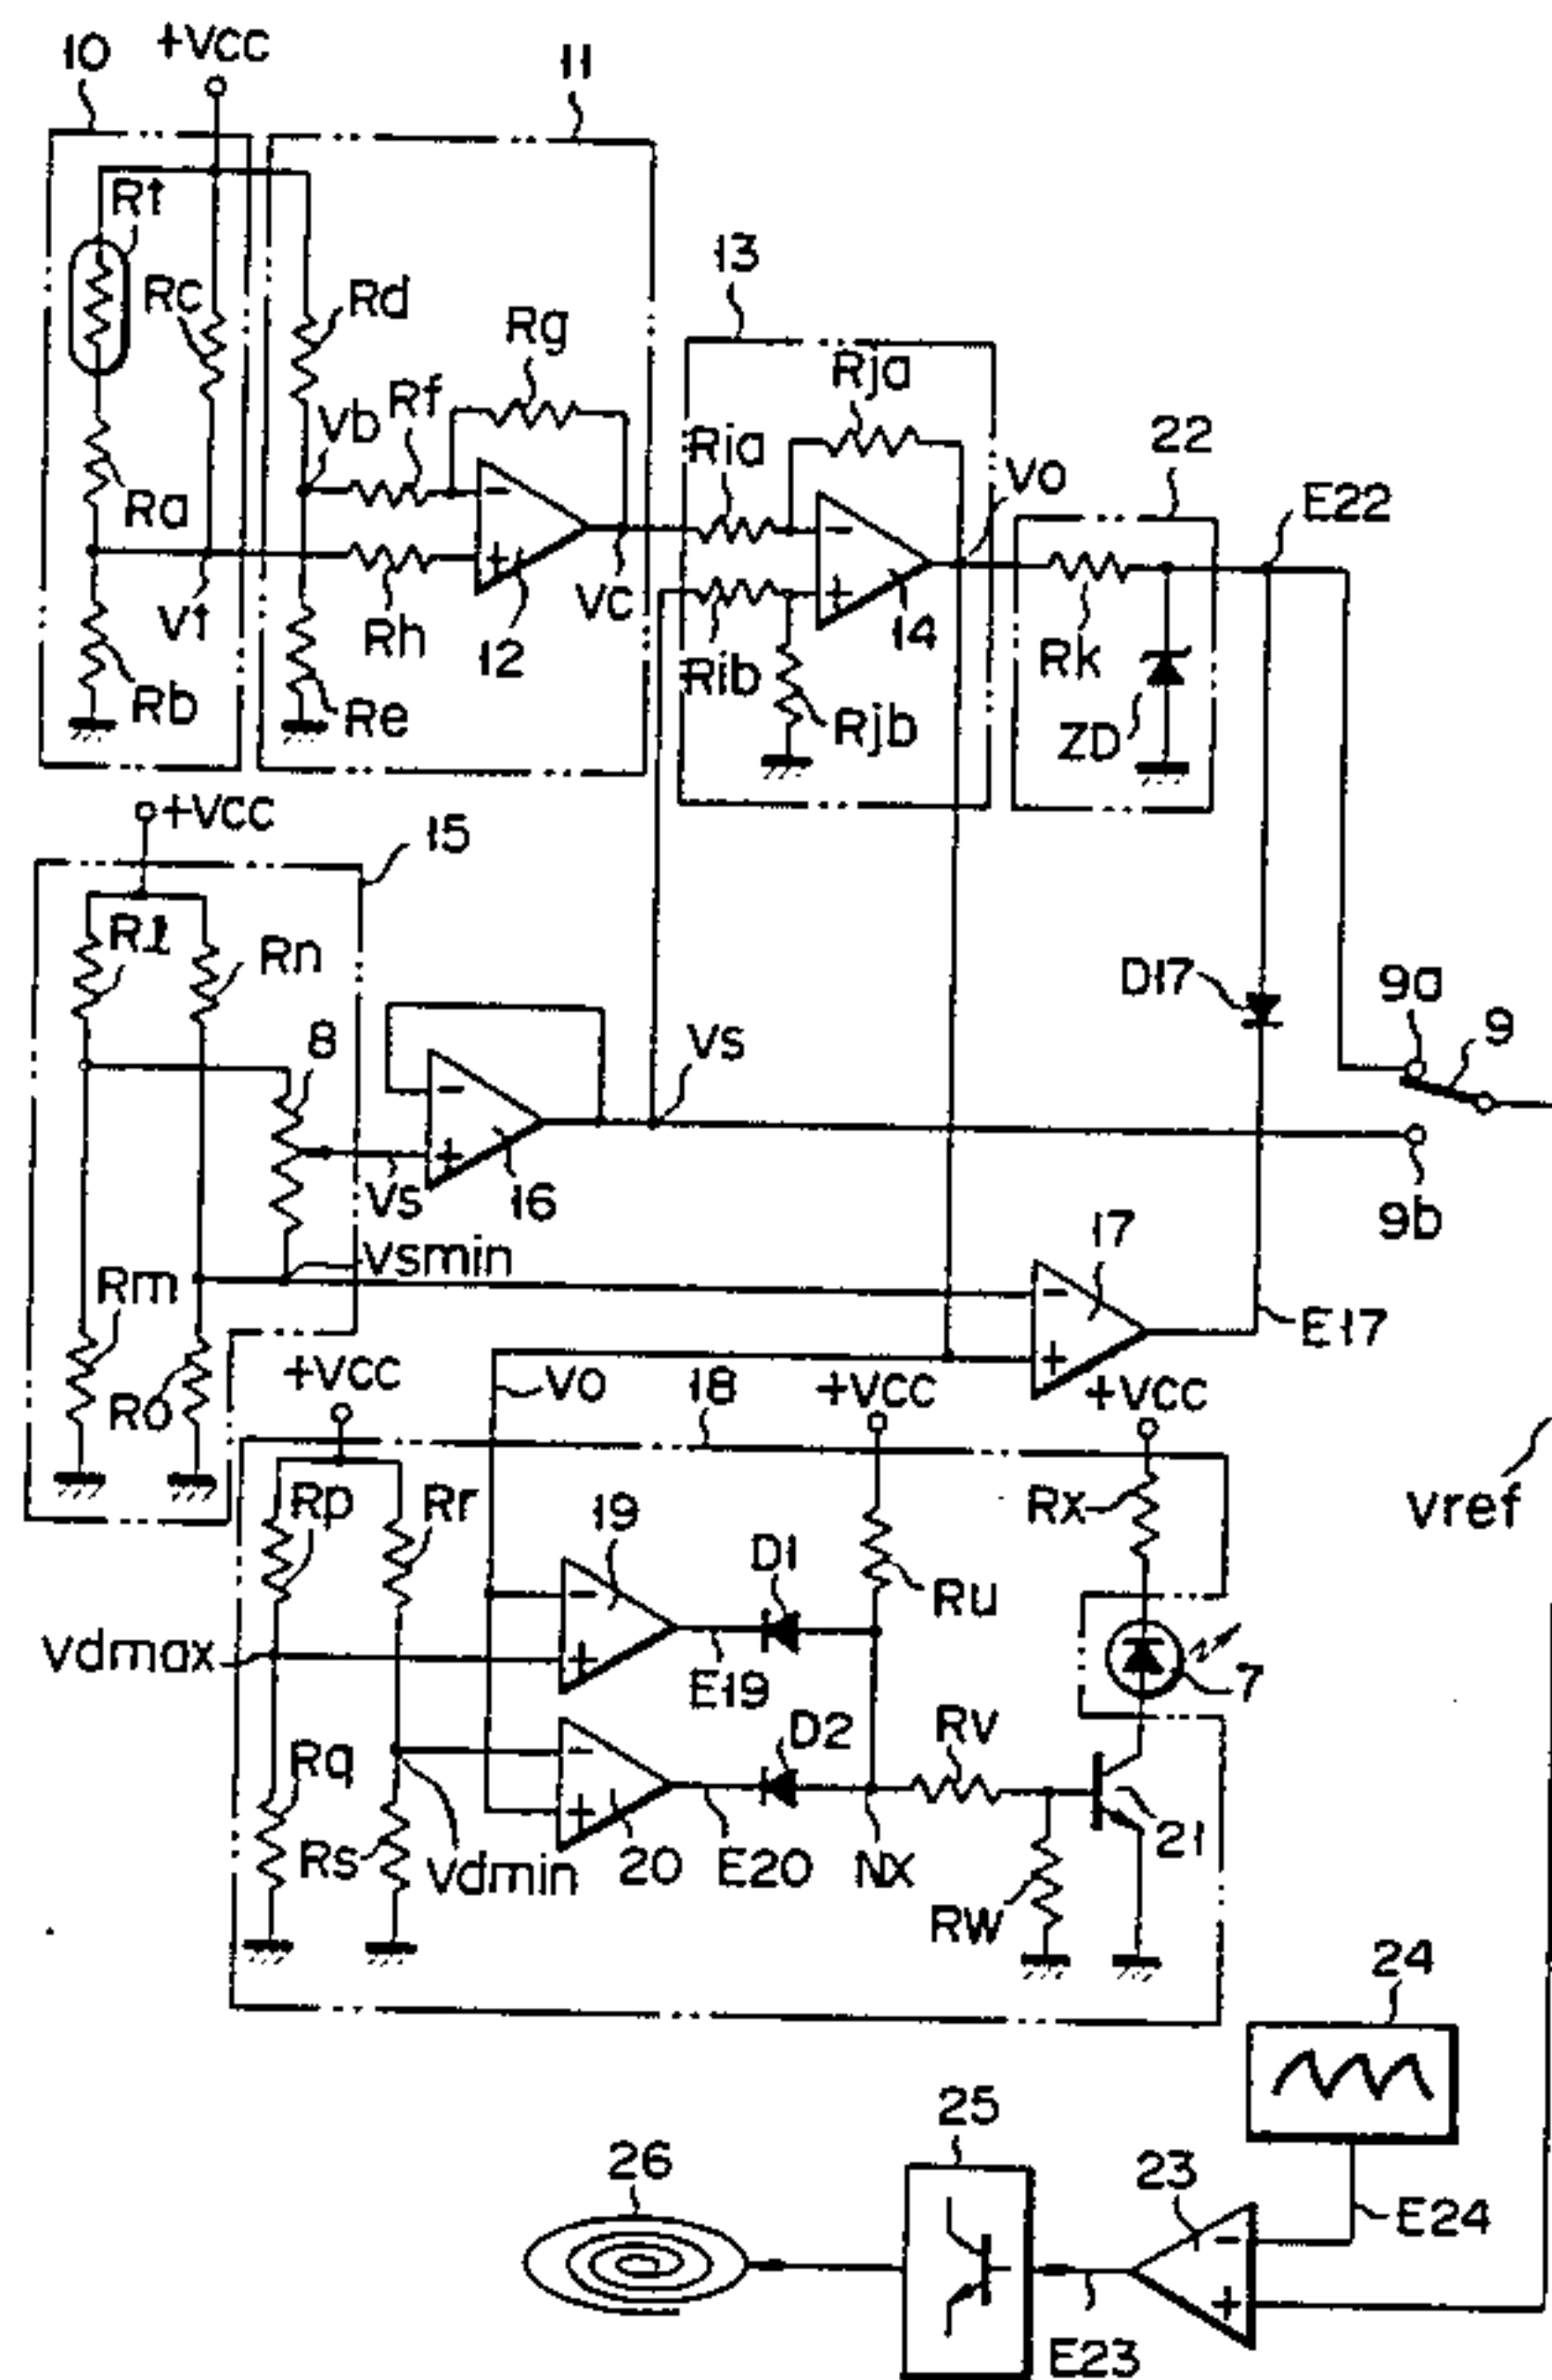 10
+VCC
11
Rt
Rc
Rd
Rg
13
Rja
Rf
Vb
Ria
22
Vo
E22
Ra
Vt
Rh
12
Vc
14
Rk
Rib
Rjb
ZD
Rb
Re
+VCC
15
Rl
Rn
D17
9a
9
8
Vs
Vs
16
9b
Vsmin
17
Rm
E17
+VCC
Vo
18
+VCC
+VCC
Ro
Rp
Rr
19
D1
Ru
Rx
Vref
Vdmax
E19
7
Rq
D2
Rv
Rs
Vdmin
20
E20
NX
21
Rw
24
25
26
23
E24
E23
-
+
-
+
-
+
-
+
-
+
-
+
-
+